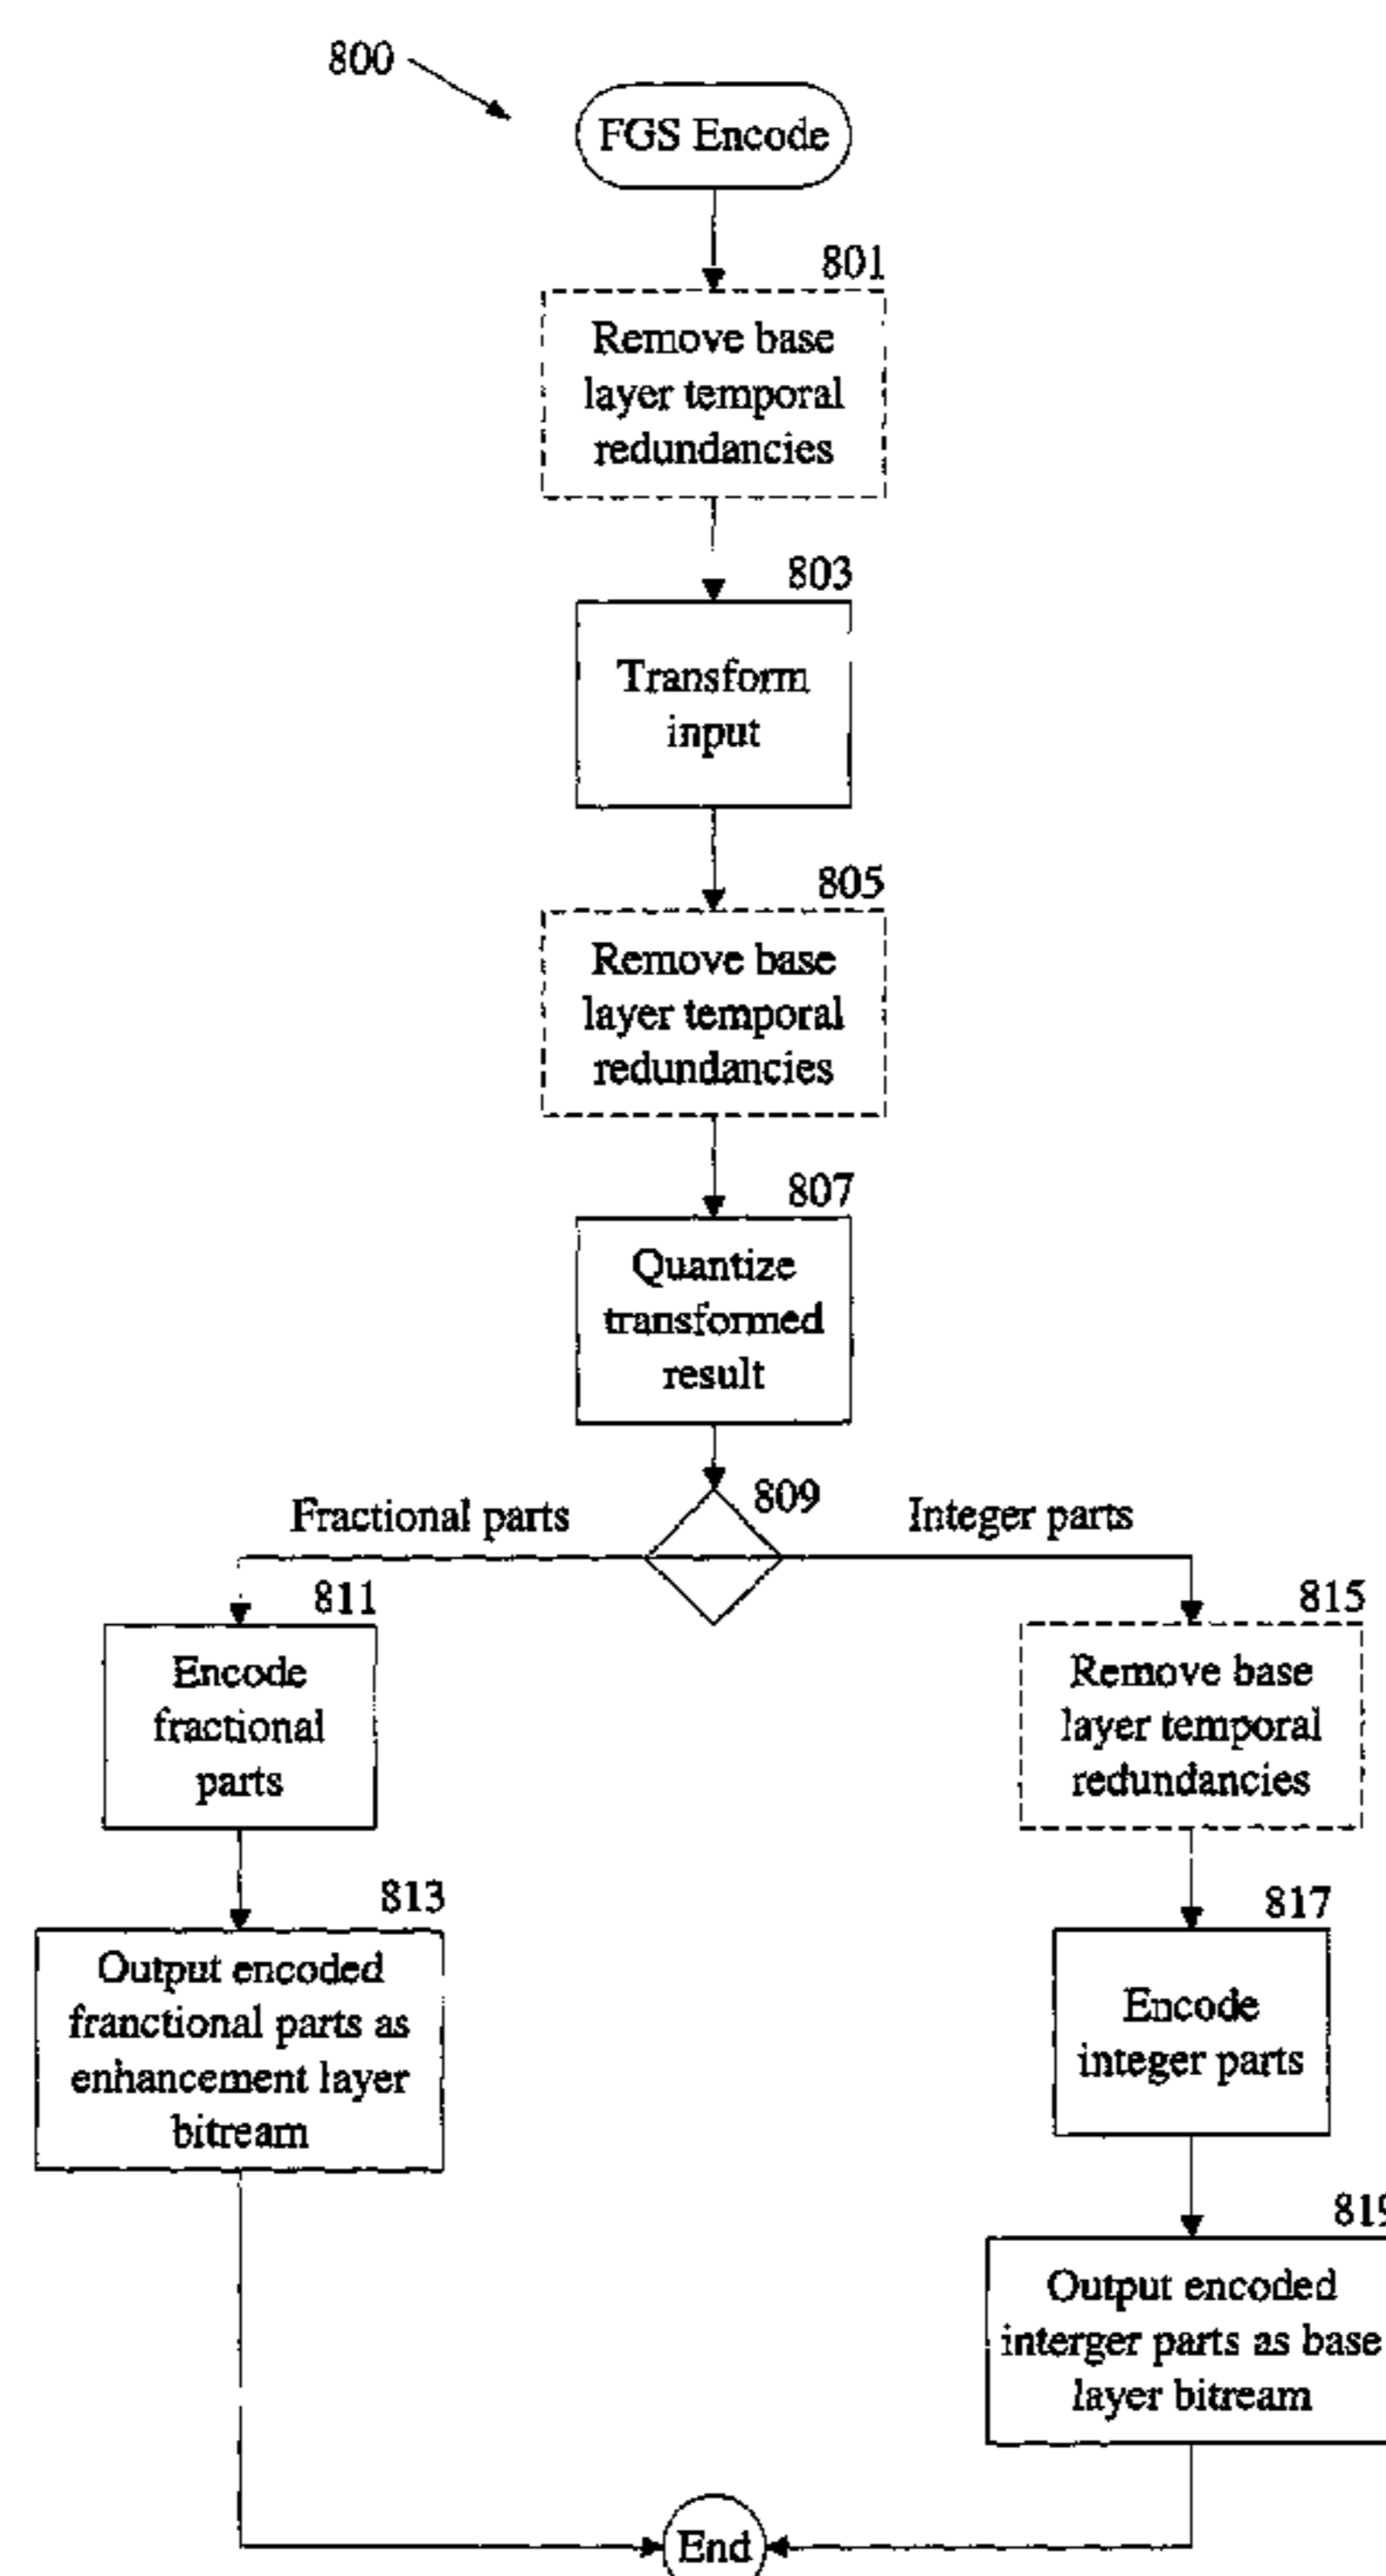 800
FGS Encode
801
Remove base
layer temporal
redundancies
803
Transform
input
805
Remove base
layer temporal
redundancies
807
Quantize
transformed
result
809
Fractional parts
Integer parts
811
Encode
fractional
parts
813
Output encoded
franctional parts as
enhancement layer
bitream
815
Remove base
layer temporal
redundancies
817
Encode
integer parts
819
Output encoded
interger parts as base
layer bitream
End